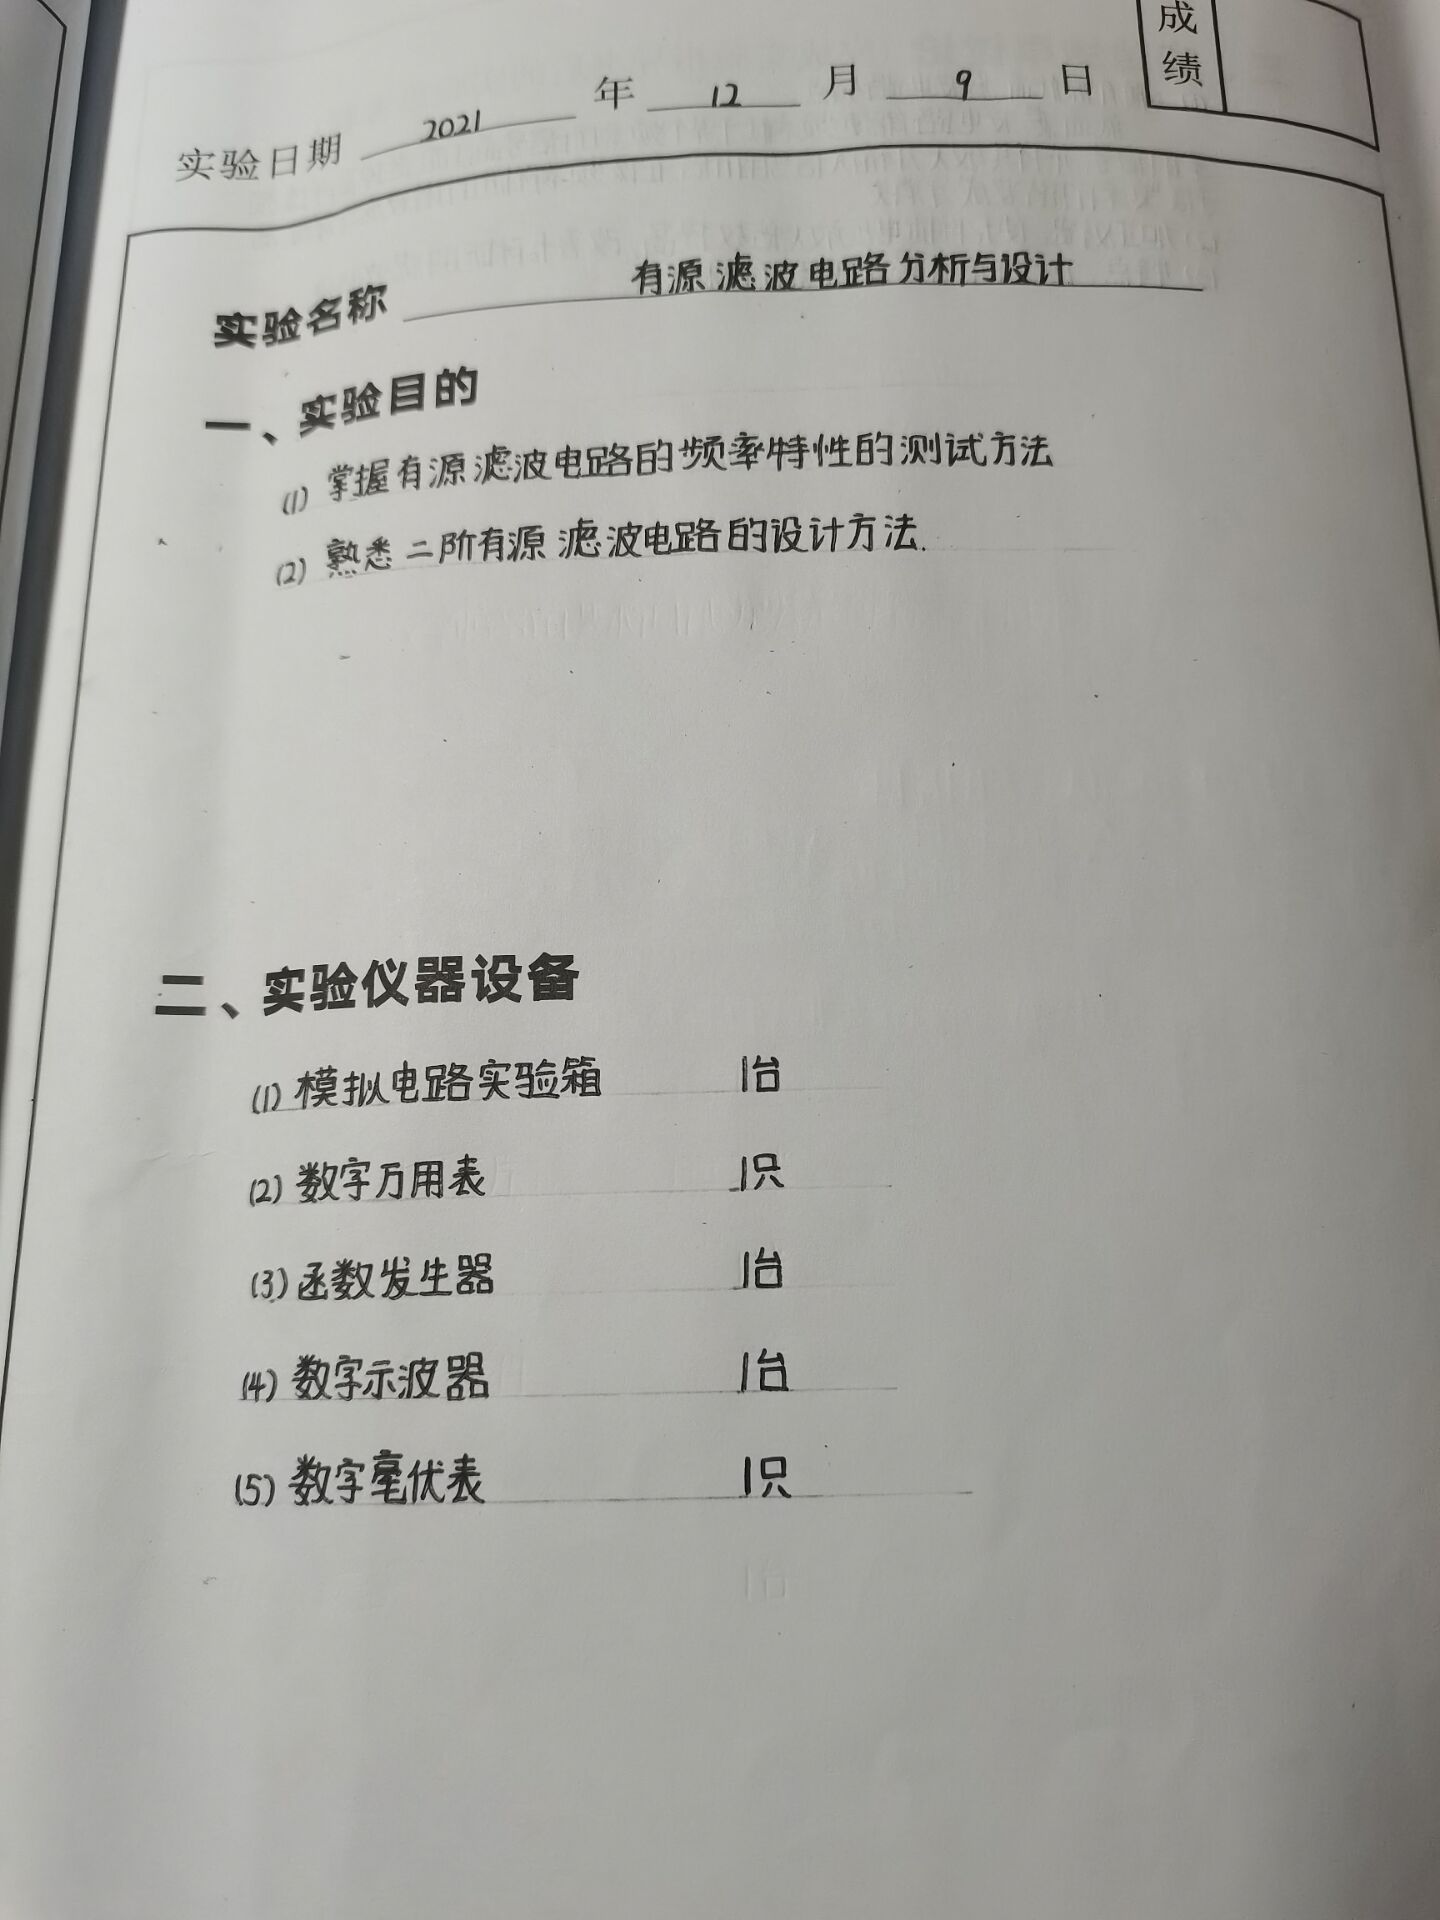 成绩
实验日期 2021 年 12 月 9 日
实验名称 有源滤波电路分析与设计
一、实验目的
(1) 掌握有源滤波电路的频率特性的测试方法
(2) 熟悉二阶有源滤波电路的设计方法.
二、实验仪器设备
(1) 模拟电路实验箱 1台
(2) 数字万用表 1只
(3) 函数发生器 1台
(4) 数字示波器 1台
(5) 数字毫伏表 1只